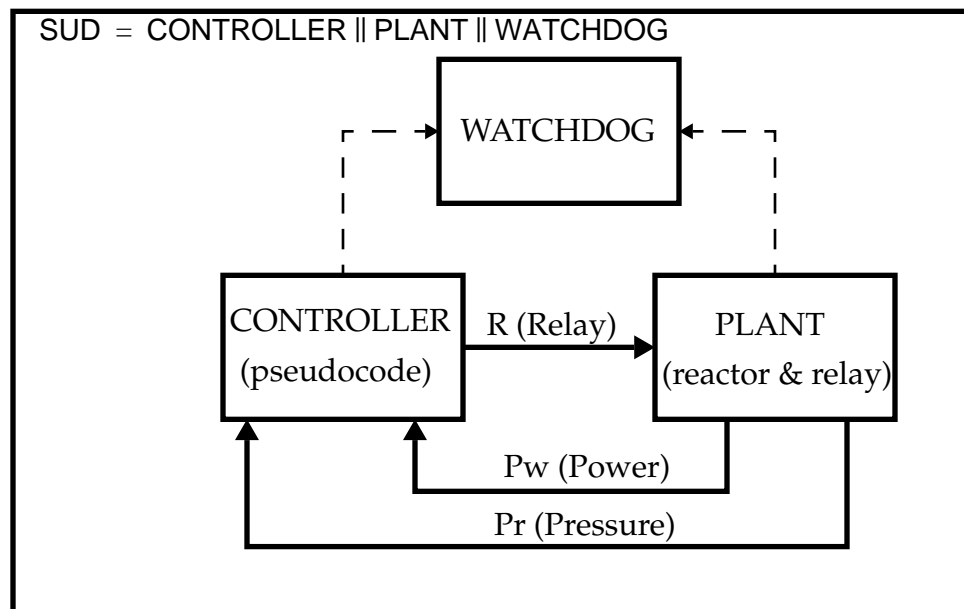 SUD = CONTROLLER || PLANT || WATCHDOG
WATCHDOG
CONTROLLER
(pseudocode)
R (Relay)
PLANT
(reactor & relay)
Pw (Power)
Pr (Pressure)